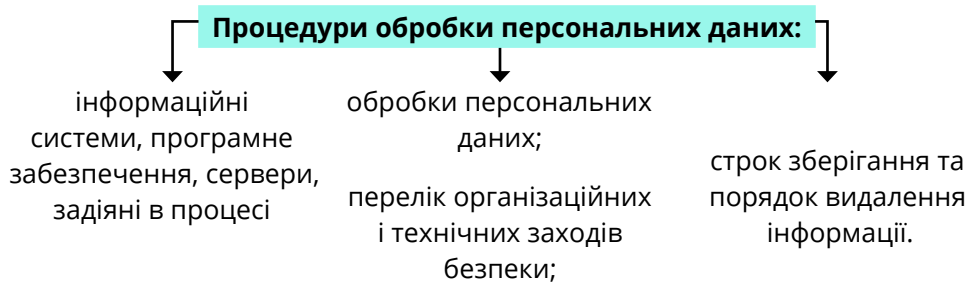 Процедури обробки персональних даних:
інформаційні
системи, програмне
забезпечення, сервери,
задіяні в процесі
обробки персональних
даних;
перелік організаційних
і технічних заходів
безпеки;
строк зберігання та
порядок видалення
інформації.